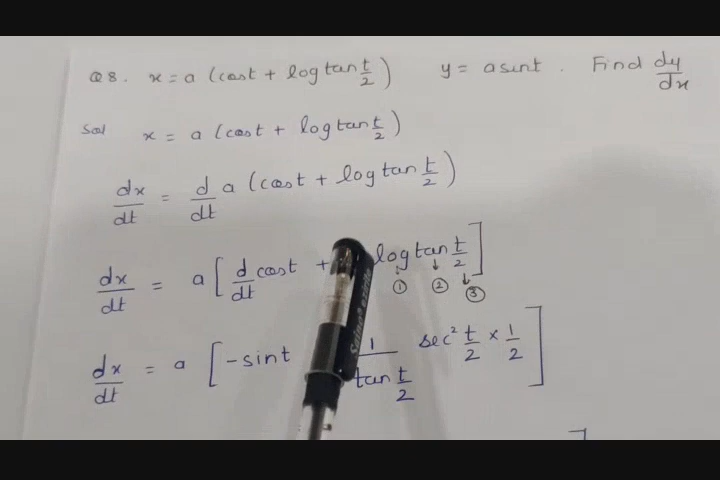 Q8. x = a (cost + log tan t/2) y = a sint. Find dy/dx
Sol x = a (cost + log tan t/2)
dx/dt = d/dt a (cost + log tan t/2)
dx/dt = a [ d/dt cost + log tan t/2 ]
① ② ③
dx/dt = a [ -sint 1/tan t/2 sec² t/2 × 1/2 ]